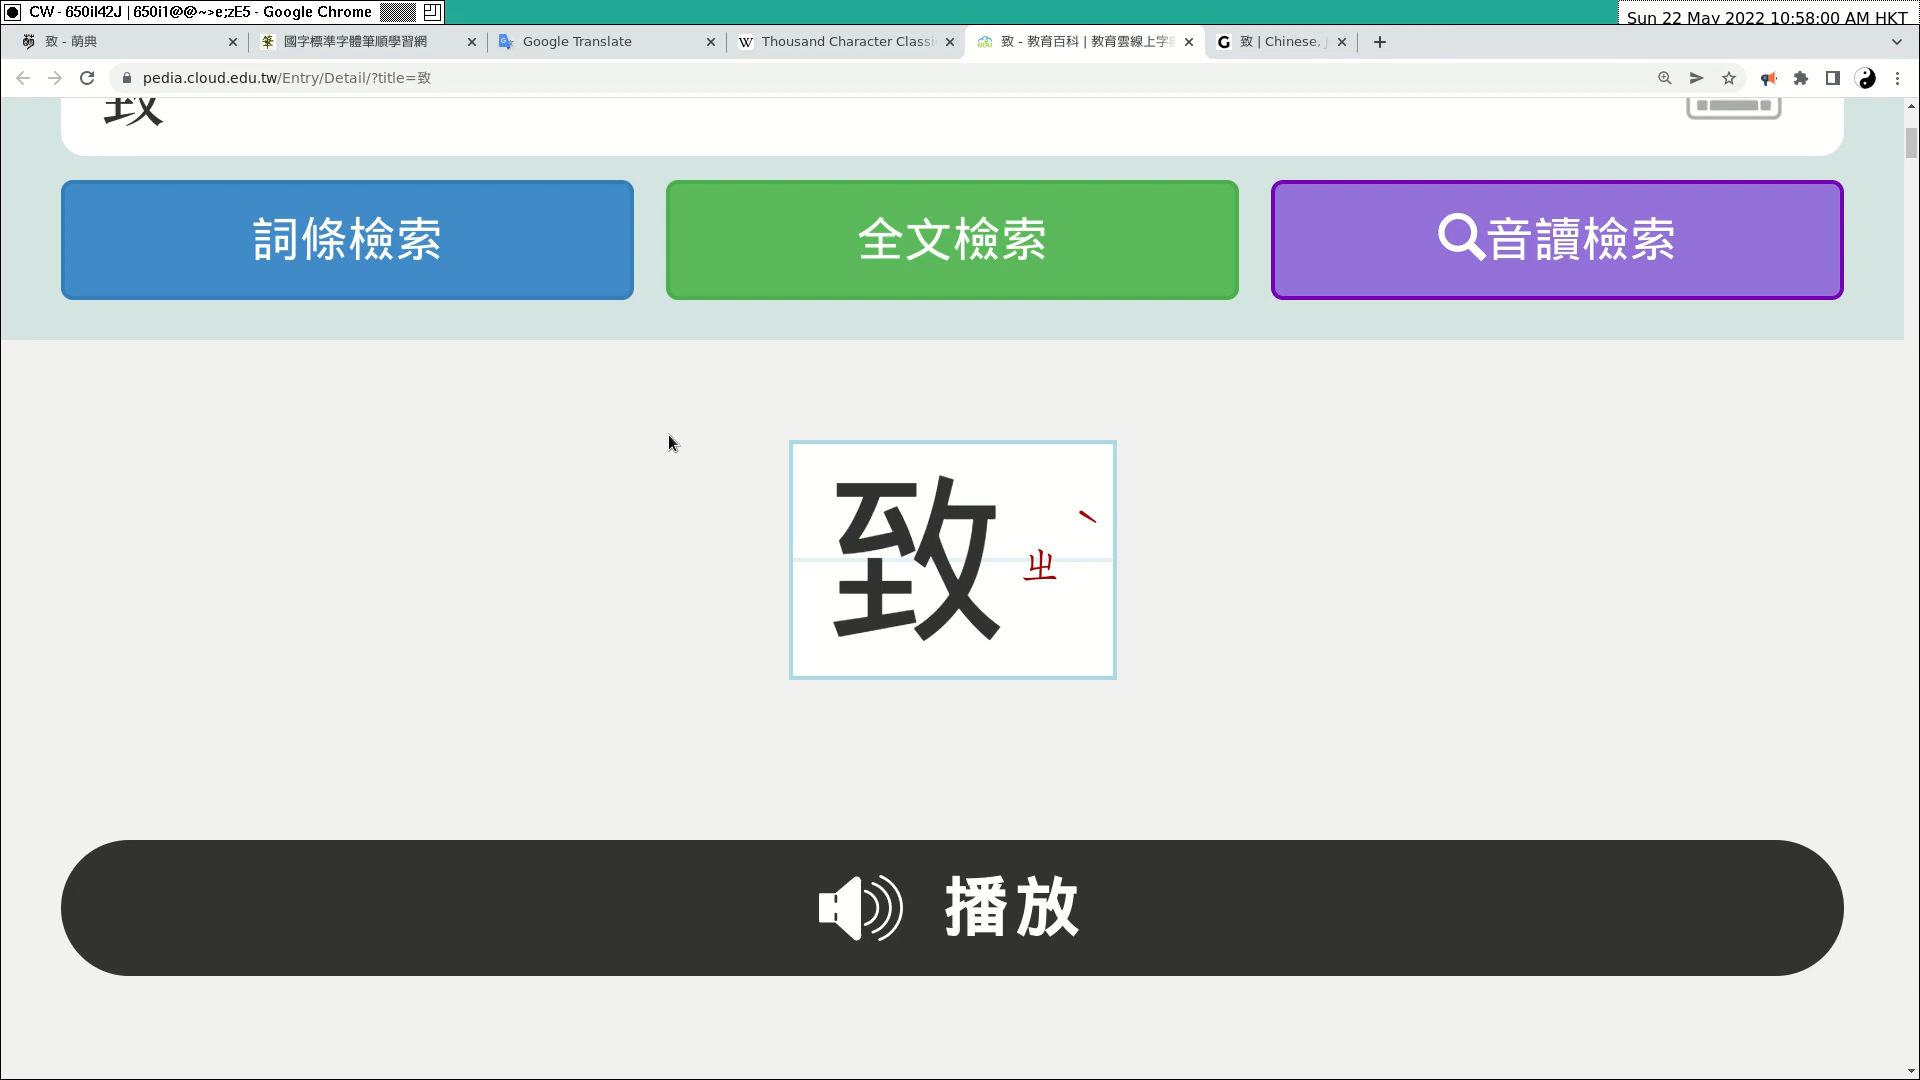 CW - 650il42J | 650i1@@~>e;zE5 - Google Chrome
Sun 22 May 2022 10:58:00 AM HKT
致 - 萌典
國字標準字體筆順學習網
Google Translate
Thousand Character Classi
致 - 教育百科 | 教育雲線上字
致 | Chinese,
pedia.cloud.edu.tw/Entry/Detail/?title=致
致
詞條檢索
全文檢索
音讀檢索
致 ㄓˋ
播放